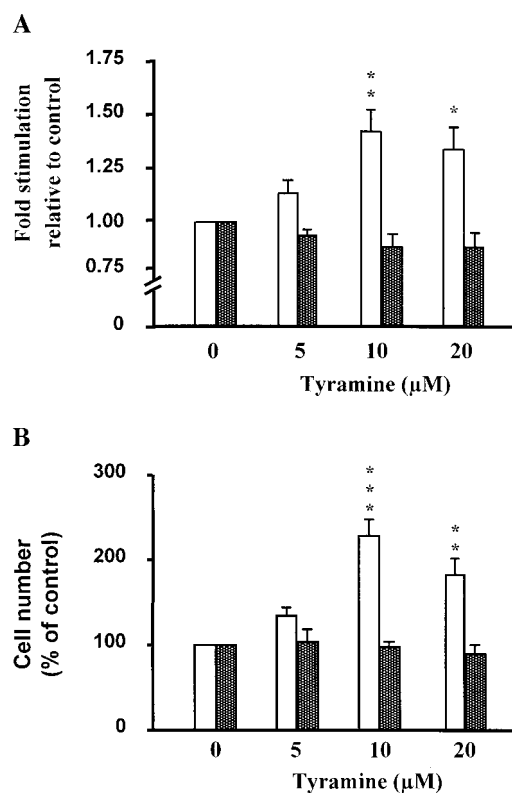 A
Fold stimulation
relative to control
1.75
1.50
1.25
1.00
0.75
0
*
*
*
0 5 10 20
Tyramine (µM)
B
Cell number
(% of control)
300
200
100
0
*
*
*
*
*
0 5 10 20
Tyramine (µM)